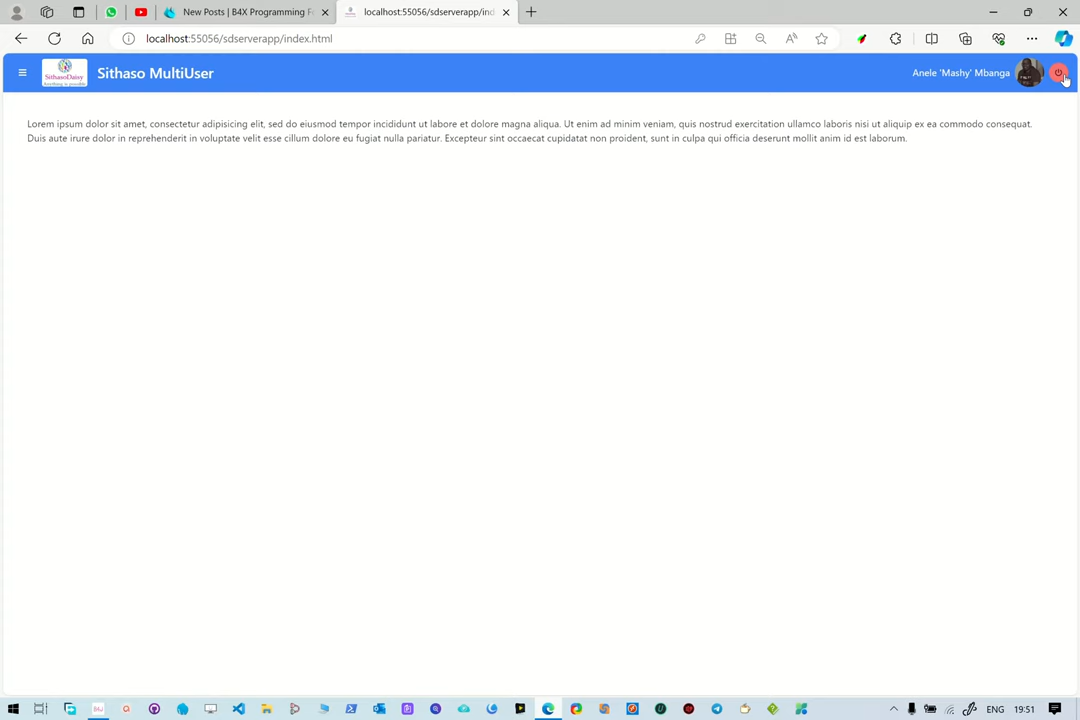 New Posts | B4X Programming Fo
localhost:55056/sdserverapp/ind
localhost:55056/sdserverapp/index.html
SithasoDaisy
Sithaso MultiUser
Anele 'Mashy' Mbanga
Lorem ipsum dolor sit amet, consectetur adipisicing elit, sed do eiusmod tempor incididunt ut labore et dolore magna aliqua. Ut enim ad minim veniam, quis nostrud exercitation ullamco laboris nisi ut aliquip ex ea commodo consequat.
Duis aute irure dolor in reprehenderit in voluptate velit esse cillum dolore eu fugiat nulla pariatur. Excepteur sint occaecat cupidatat non proident, sunt in culpa qui officia deserunt mollit anim id est laborum.
ENG
19:51